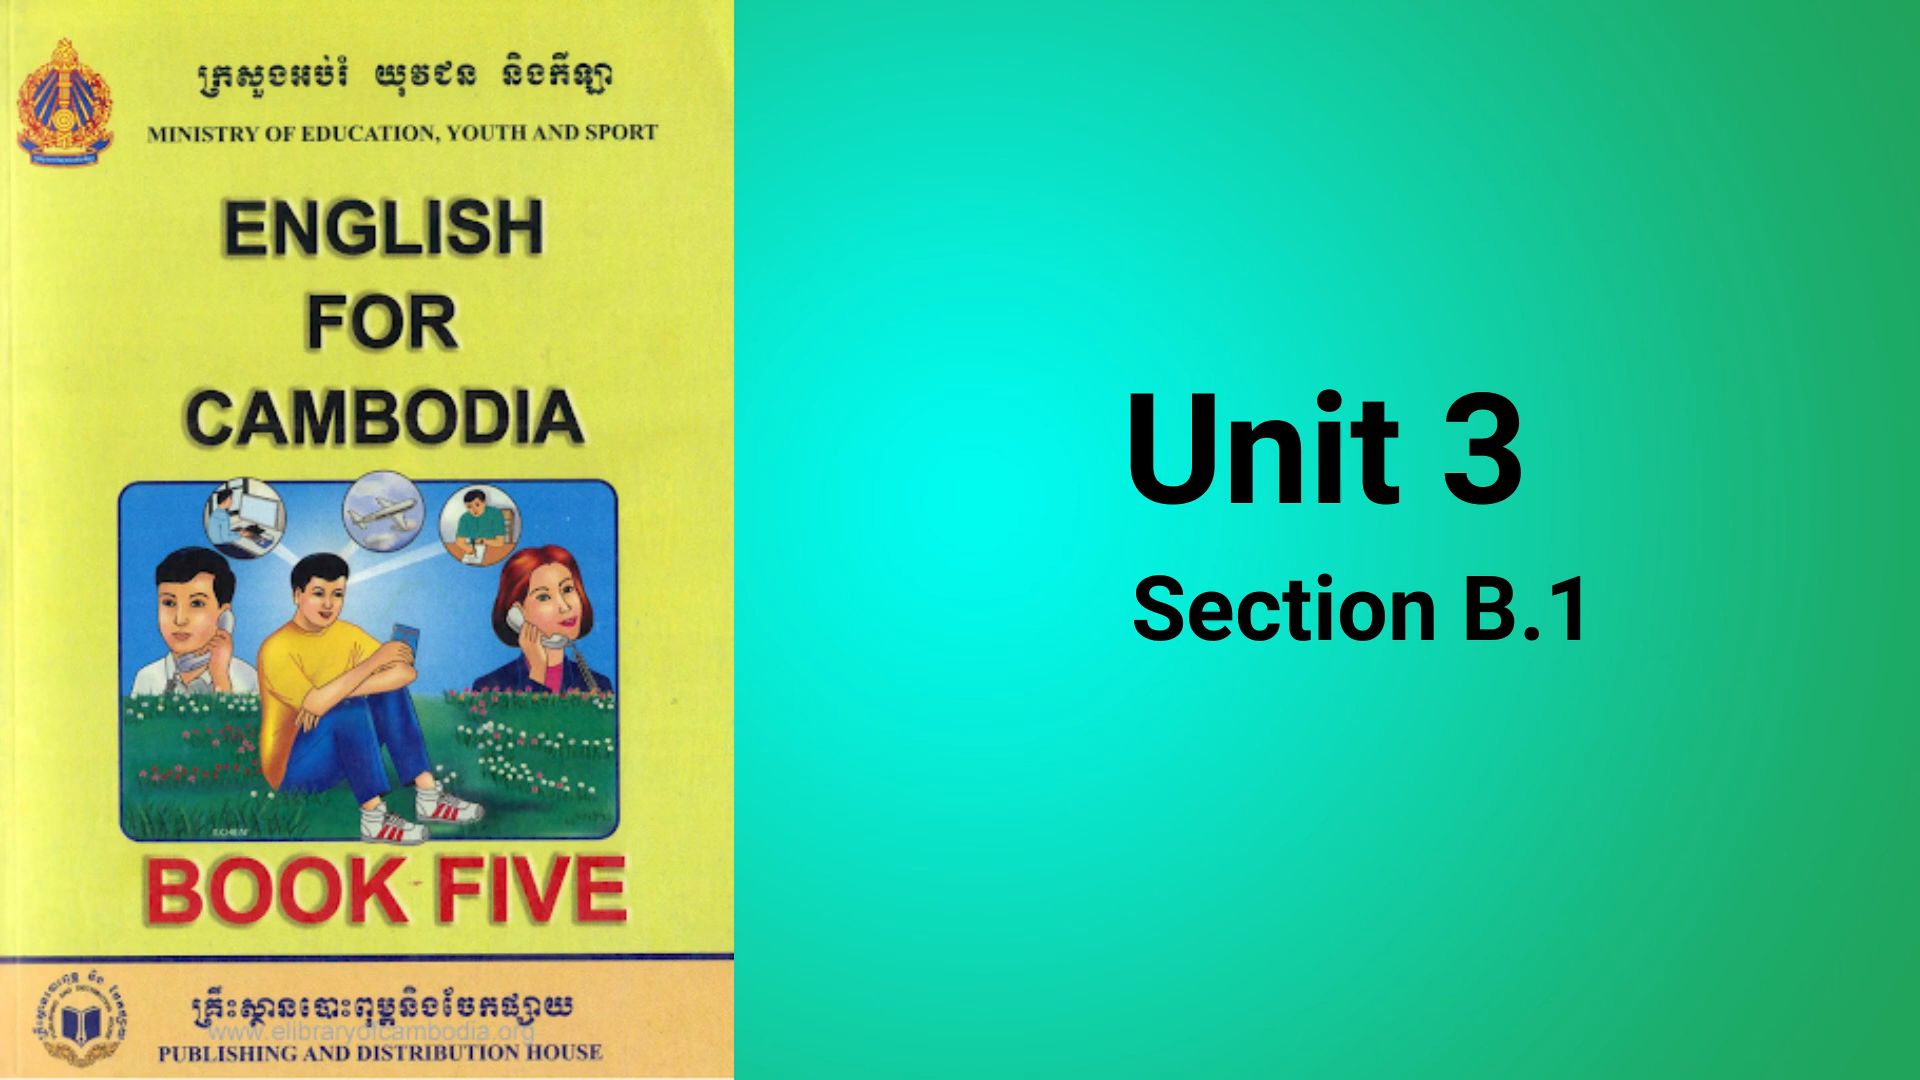 ក្រសួងអប់រំ យុវជន និងកីឡា
MINISTRY OF EDUCATION, YOUTH AND SPORT
ENGLISH
FOR
CAMBODIA
BOOK FIVE
គ្រឹះស្ថានបោះពុម្ពនិងចែកផ្សាយ
www.elibraryofcambodia.org
PUBLISHING AND DISTRIBUTION HOUSE
Unit 3
Section B.1